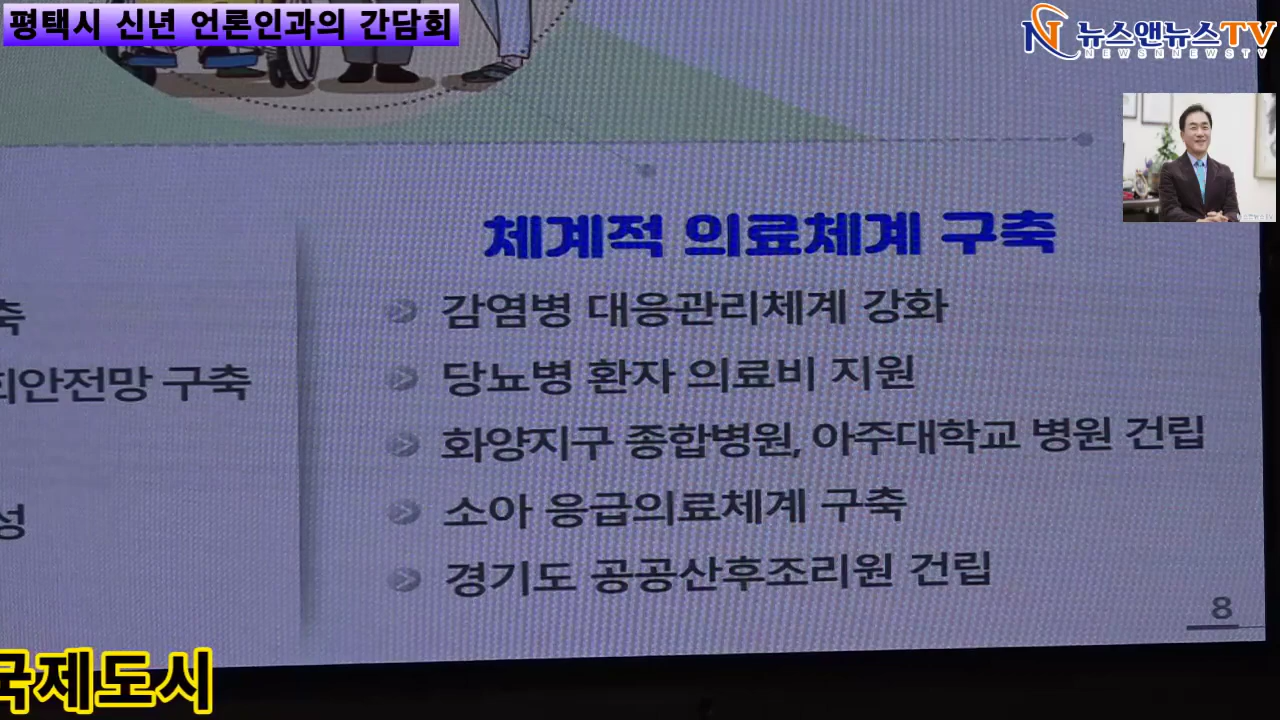 평택시 신년 언론인과의 간담회
뉴스앤뉴스TV
NEWSNNEWSTV
체계적 의료체계 구축
감염병 대응관리체계 강화
당뇨병 환자 의료비 지원
화양지구 종합병원, 아주대학교 병원 건립
소아 응급의료체계 구축
경기도 공공산후조리원 건립
축
회안전망 구축
성
8
국제도시